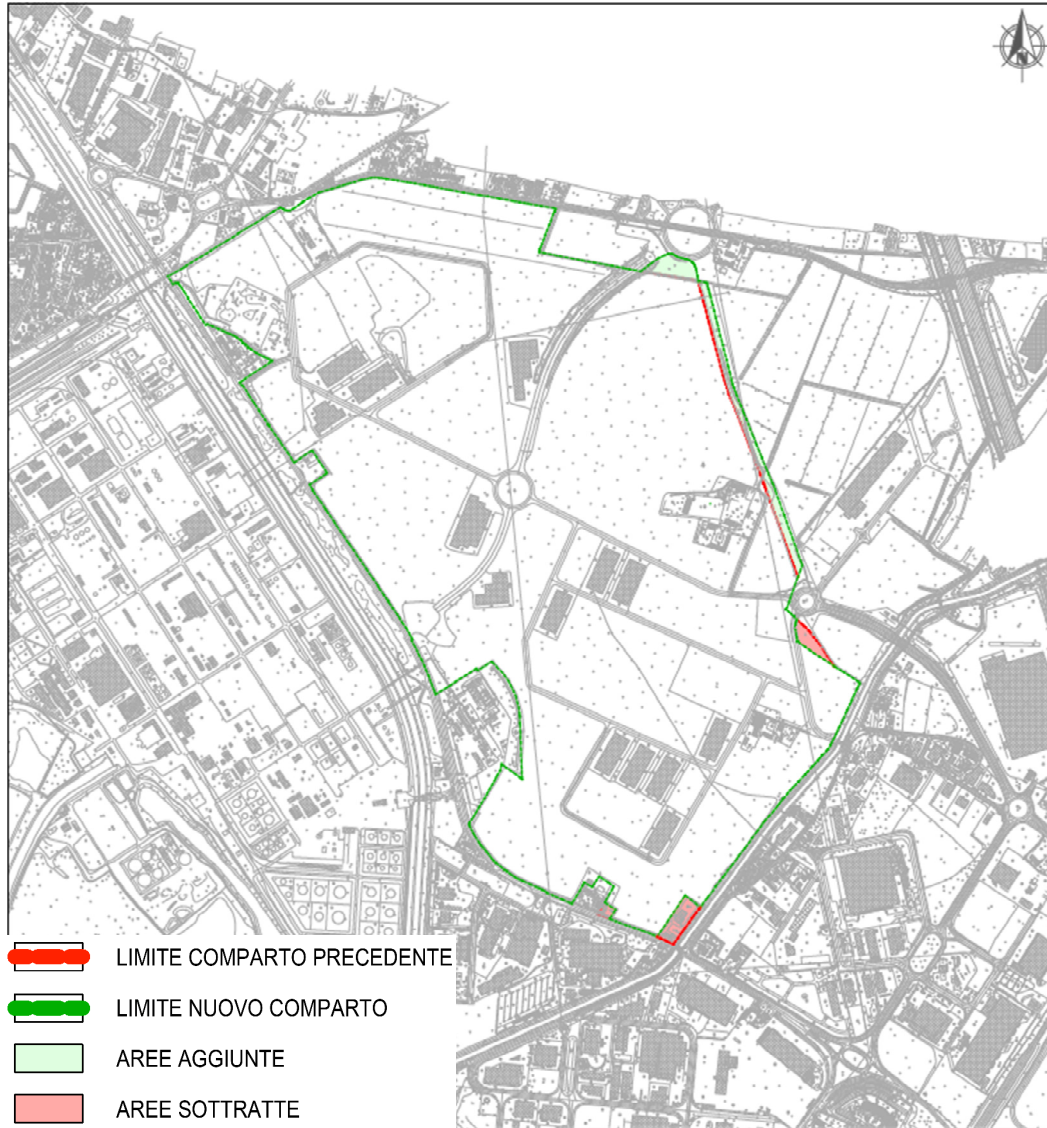 N
LIMITE COMPARTO PRECEDENTE
LIMITE NUOVO COMPARTO
AREE AGGIUNTE
AREE SOTTRATTE